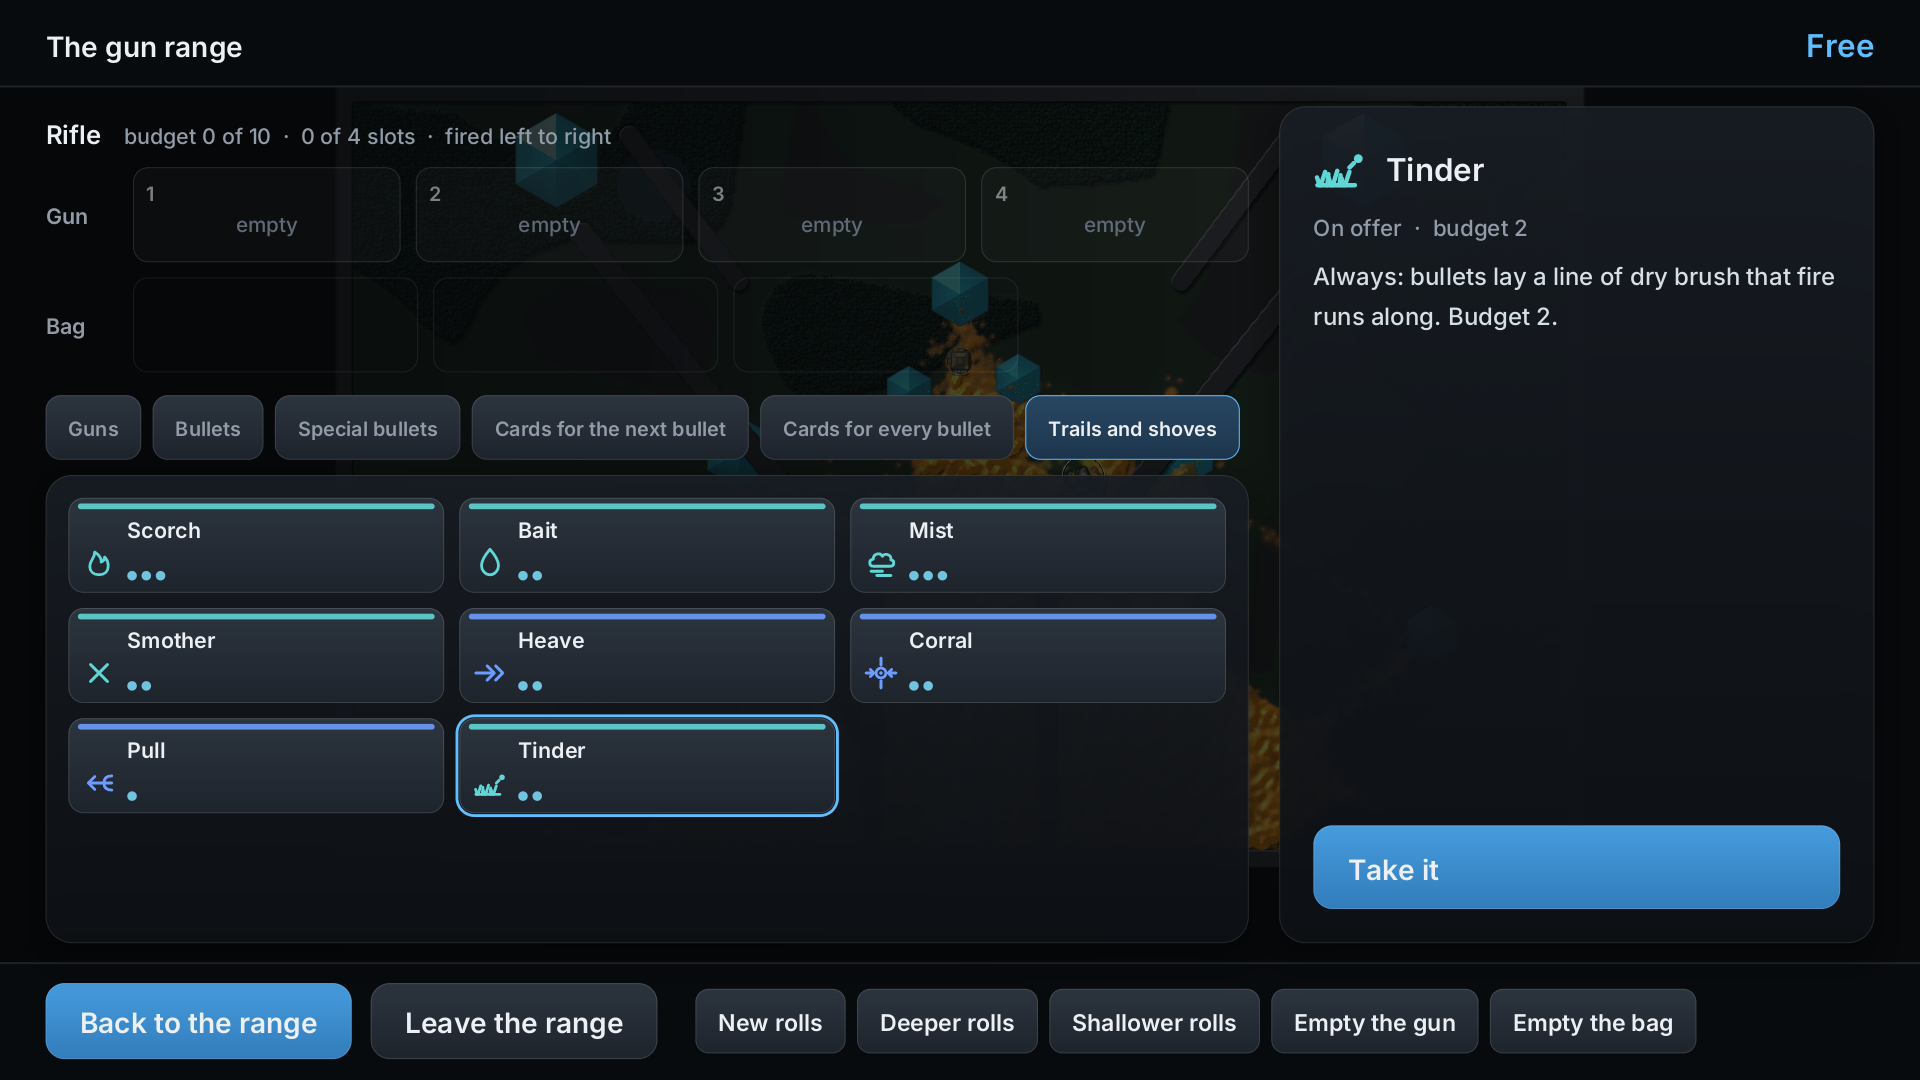 The gun range
Free
Rifle budget 0 of 10 · 0 of 4 slots · fired left to right
Gun
1
empty
2
empty
3
empty
4
empty
Bag
Guns
Bullets
Special bullets
Cards for the next bullet
Cards for every bullet
Trails and shoves
Scorch
Bait
Mist
Smother
Heave
Corral
Pull
Tinder
Tinder
On offer · budget 2
Always: bullets lay a line of dry brush that fire
runs along. Budget 2.
Take it
Back to the range
Leave the range
New rolls
Deeper rolls
Shallower rolls
Empty the gun
Empty the bag